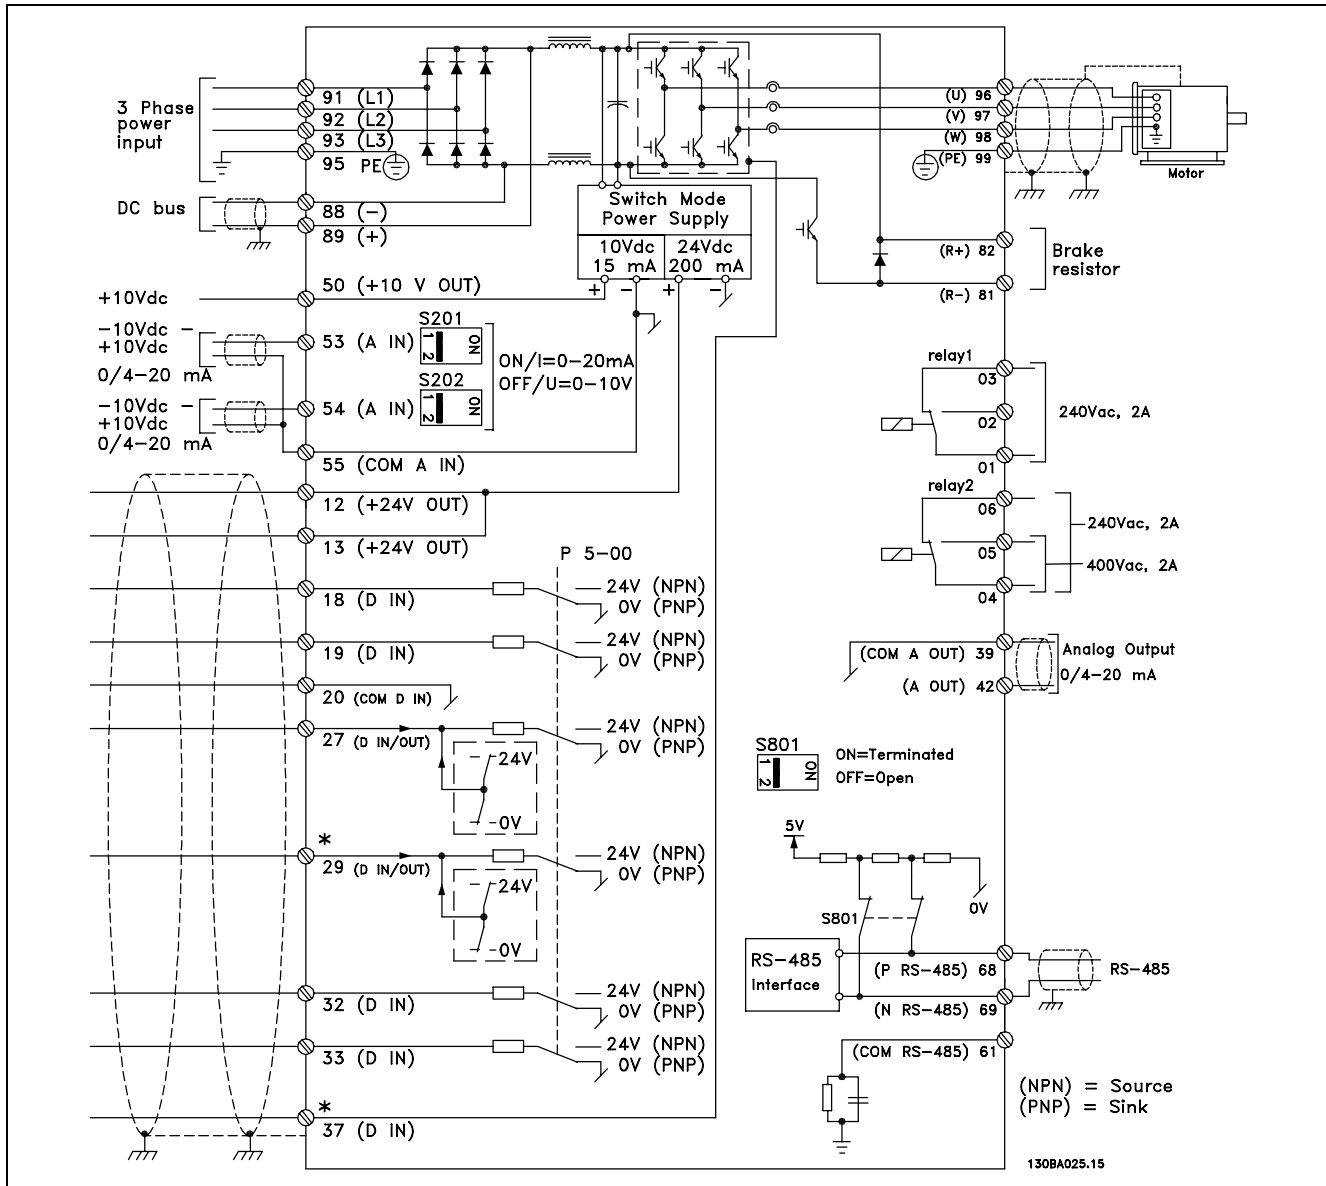 3 Phase
power
input
91 (L1)
92 (L2)
93 (L3)
95 PE
DC bus
88 (−)
89 (+)
Switch Mode
Power Supply
10Vdc
15 mA
24Vdc
200 mA
+ − + −
(U) 96
(V) 97
(W) 98
(PE) 99
Motor
(R+) 82
(R−) 81
Brake
resistor
+10Vdc
50 (+10 V OUT)
−10Vdc −
+10Vdc
0/4−20 mA
53 (A IN)
S201
1 2
ON
ON/I=0−20mA
OFF/U=0−10V
−10Vdc −
+10Vdc
0/4−20 mA
54 (A IN)
S202
1 2
ON
55 (COM A IN)
12 (+24V OUT)
13 (+24V OUT)
relay1
03
02
01
240Vac, 2A
relay2
06
05
04
240Vac, 2A
400Vac, 2A
P 5−00
18 (D IN)
24V (NPN)
0V (PNP)
19 (D IN)
24V (NPN)
0V (PNP)
20 (COM D IN)
27 (D IN/OUT)
24V (NPN)
0V (PNP)
24V
0V
*
29 (D IN/OUT)
24V (NPN)
0V (PNP)
24V
0V
32 (D IN)
24V (NPN)
0V (PNP)
33 (D IN)
24V (NPN)
0V (PNP)
*
37 (D IN)
(COM A OUT) 39
(A OUT) 42
Analog Output
0/4−20 mA
S801
1 2
ON
ON=Terminated
OFF=Open
5V
0V
S801
RS−485
Interface
(P RS−485) 68
(N RS−485) 69
(COM RS−485) 61
RS−485
(NPN) = Source
(PNP) = Sink
130BA025.15